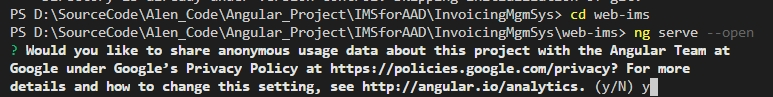 PS D:\SourceCode\Alen_Code\Angular_Project\IMSforAAD\InvoicingMgmSys> cd web-ims
PS D:\SourceCode\Alen_Code\Angular_Project\IMSforAAD\InvoicingMgmSys\web-ims> ng serve --open
? Would you like to share anonymous usage data about this project with the Angular Team at
Google under Google’s Privacy Policy at https://policies.google.com/privacy? For more
details and how to change this setting, see http://angular.io/analytics. (y/N) y